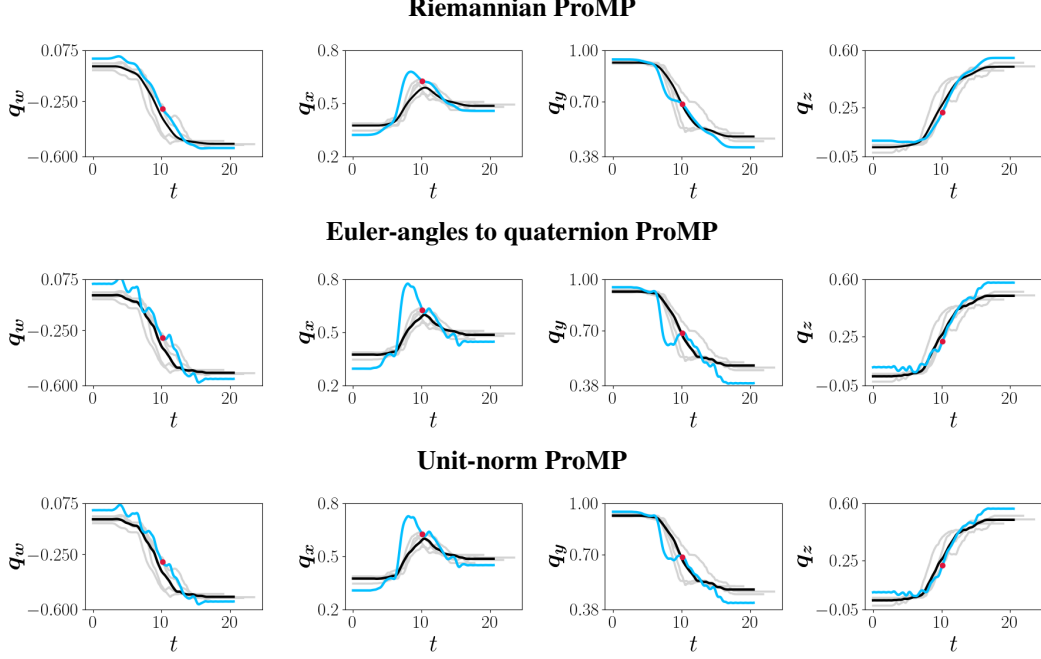 Riemannian ProMP
0.075
−0.250
−0.600
q_w
0
10
20
t
0.8
0.5
0.2
q_x
0
10
20
t
1.00
0.70
0.38
q_y
0
10
20
t
0.60
0.25
−0.05
q_z
0
10
20
t
Euler-angles to quaternion ProMP
0.075
−0.250
−0.600
q_w
0
10
20
t
0.8
0.5
0.2
q_x
0
10
20
t
1.00
0.70
0.38
q_y
0
10
20
t
0.60
0.25
−0.05
q_z
0
10
20
t
Unit-norm ProMP
0.075
−0.250
−0.600
q_w
0
10
20
t
0.8
0.5
0.2
q_x
0
10
20
t
1.00
0.70
0.38
q_y
0
10
20
t
0.60
0.25
−0.05
q_z
0
10
20
t